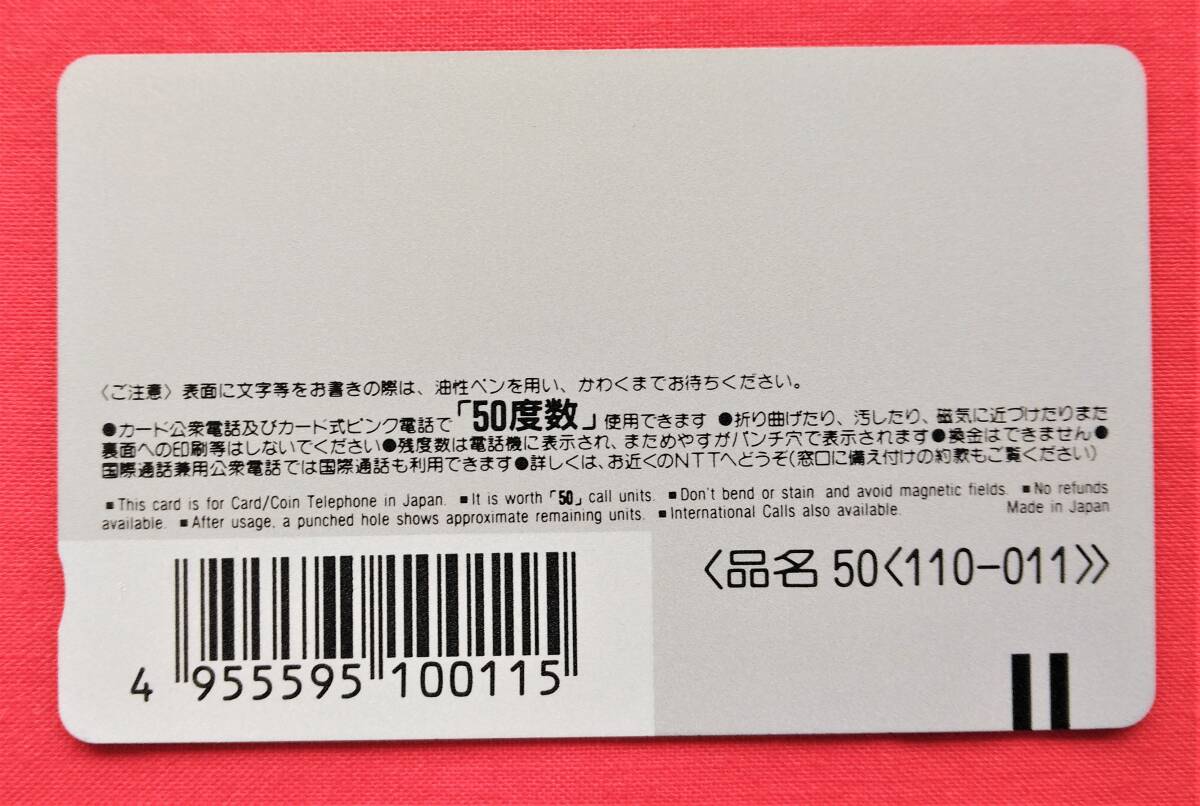 〈ご注意〉表面に文字等をお書きの際は、油性ペンを用い、かわくまでお待ちください。
●カード公衆電話及びカード式ピンク電話で「50度数」使用できます ●折り曲げたり、汚したり、磁気に近づけたりまた
裏面への印刷等はしないでください●残度数は電話機に表示され、まためやすがパンチ穴で表示されます●換金はできません●
国際通話兼用公衆電話では国際通話も利用できます●詳しくは、お近くのNTTへどうぞ(窓口に備え付けの約款もご覧ください)
■This card is for Card/Coin Telephone in Japan. ■It is worth「50」call units. ■Don't bend or stain and avoid magnetic fields. ■No refunds
available. ■After usage, a punched hole shows approximate remaining units. ■International Calls also available. Made in Japan
〈品名 50〈110-011〉〉
4 955595 100115